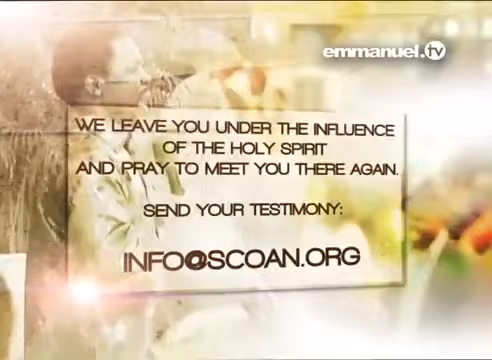 emmanuel.tv
WE LEAVE YOU UNDER THE INFLUENCE
OF THE HOLY SPIRIT
AND PRAY TO MEET YOU THERE AGAIN.
SEND YOUR TESTIMONY:
INFO@SCOAN.ORG